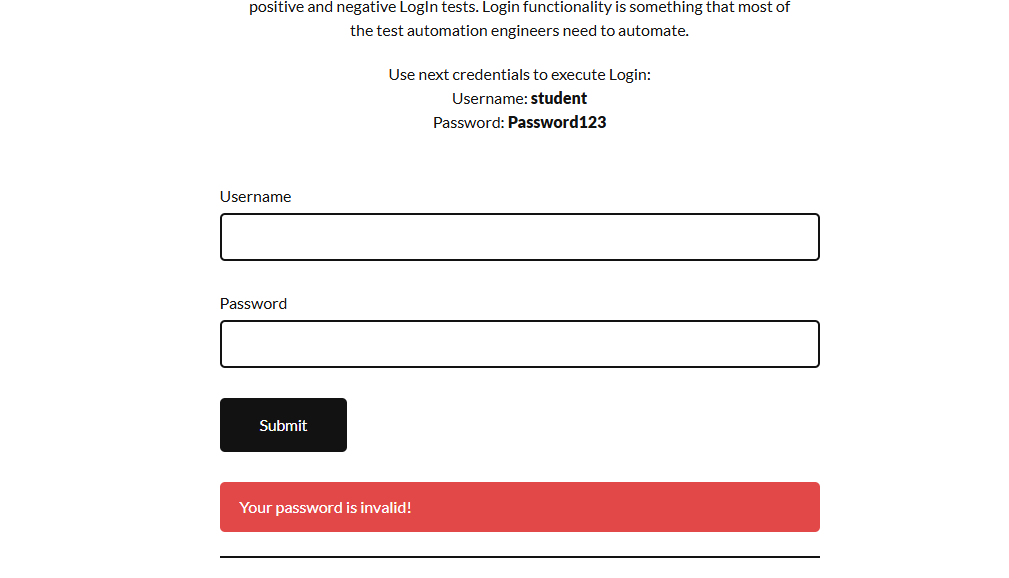 positive and negative LogIn tests. Login functionality is something that most of
the test automation engineers need to automate.
Use next credentials to execute Login:
Username: student
Password: Password123
Username
Password
Submit
Your password is invalid!